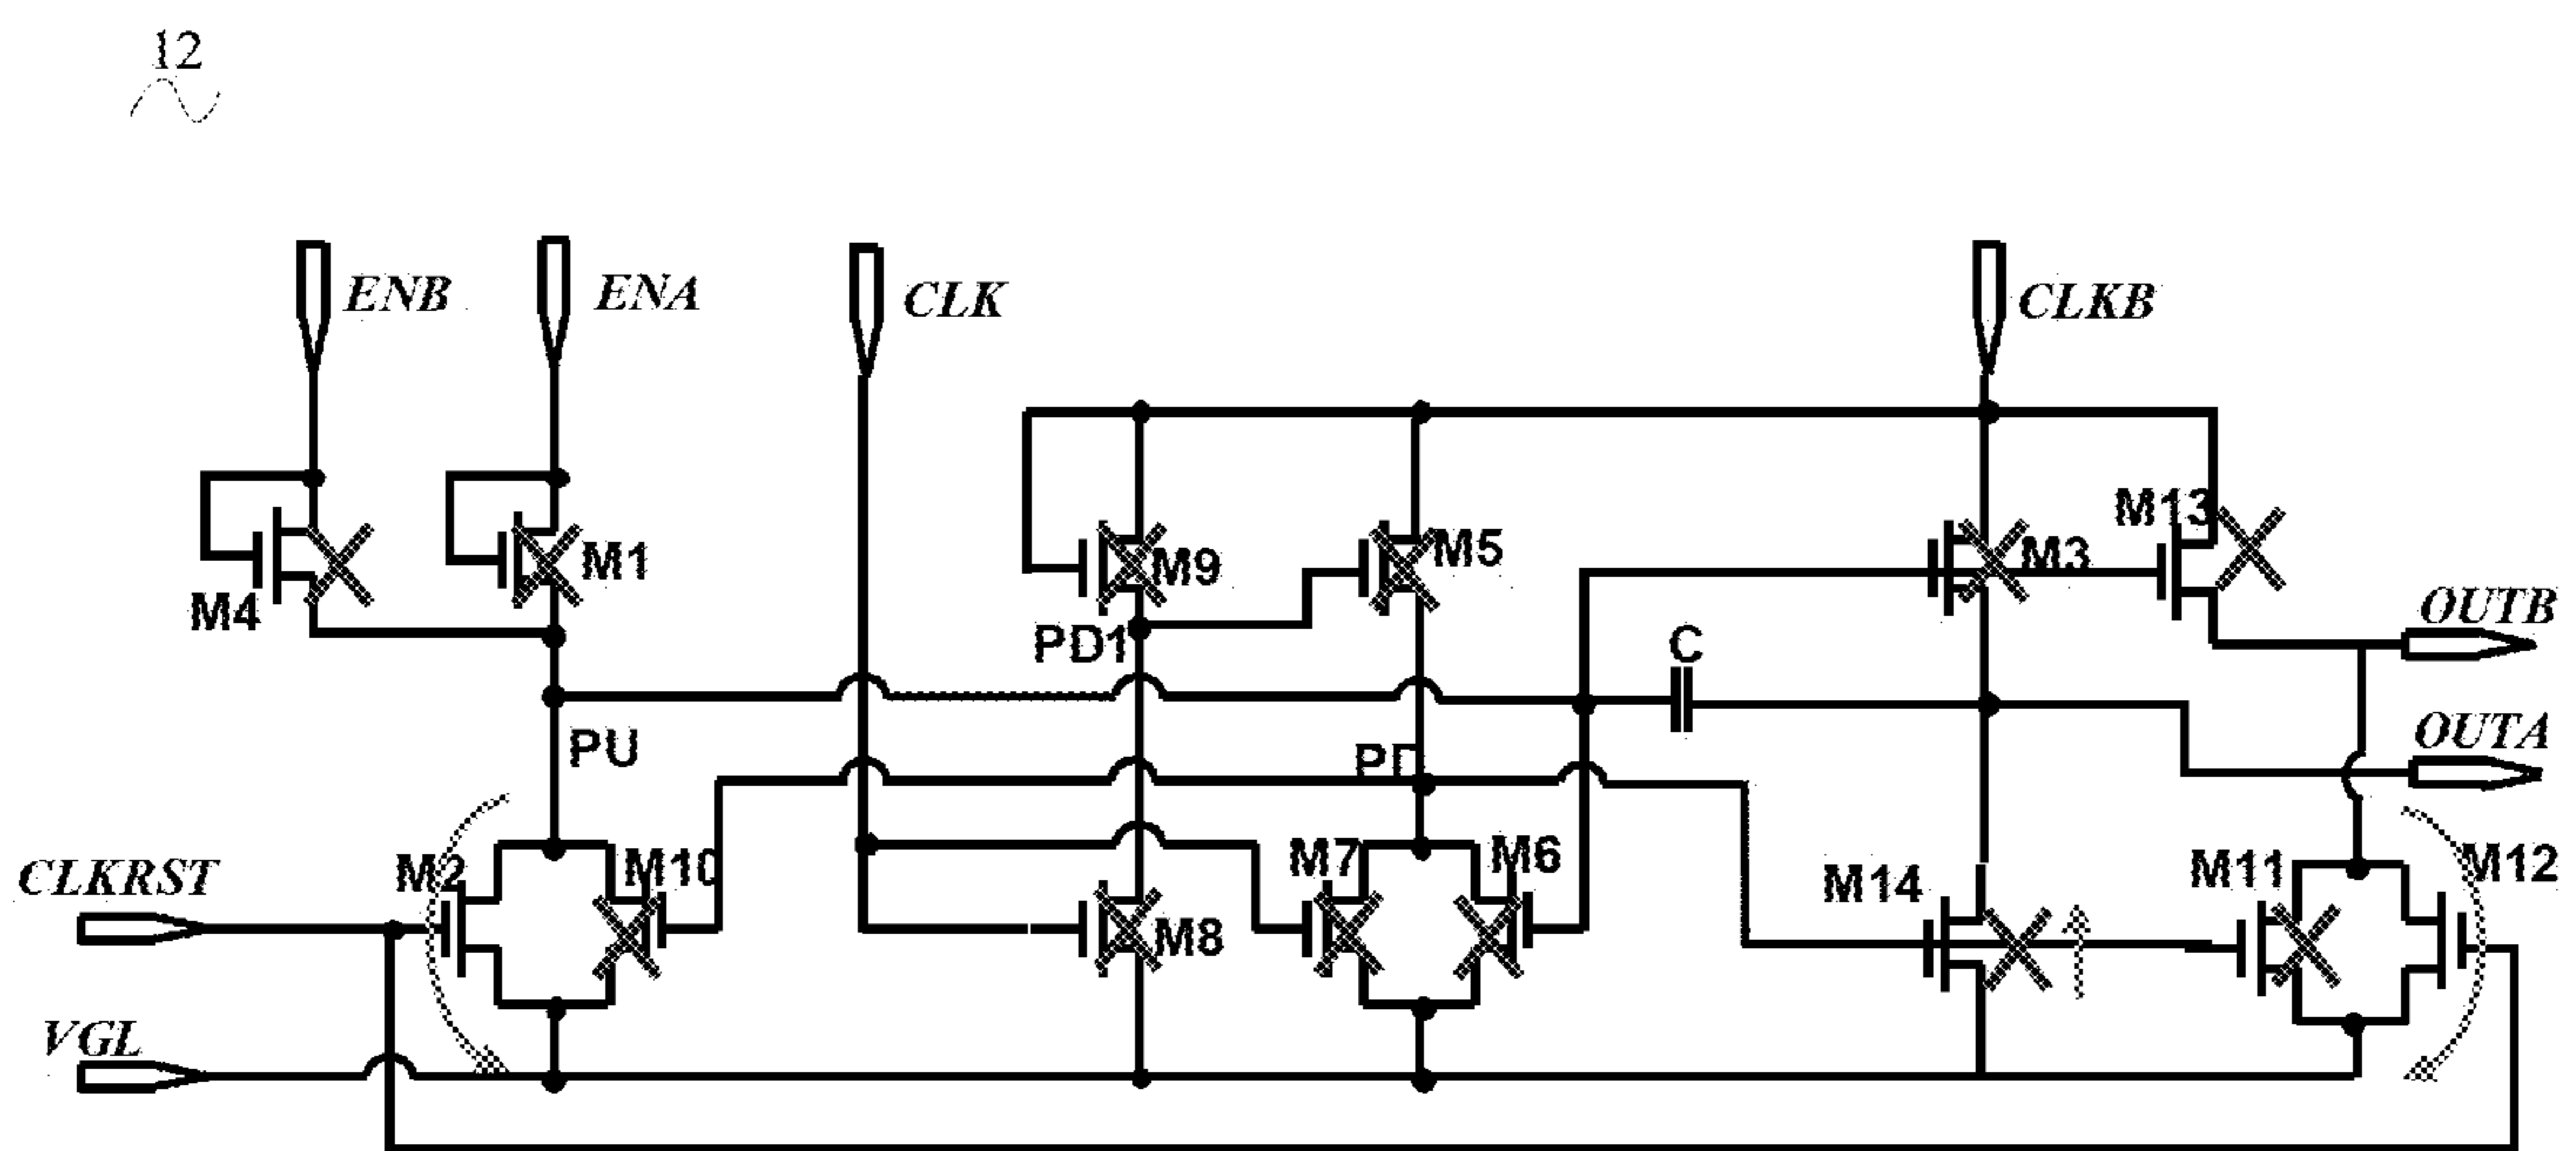 12
ENB
ENA
CLK
CLKB
M13
M9
M5
M3
M1
M4
OUTB
PD1
C
PU
PD
OUTA
CLKRST
M2
M10
M7
M6
M14
M11
M12
M8
VGL